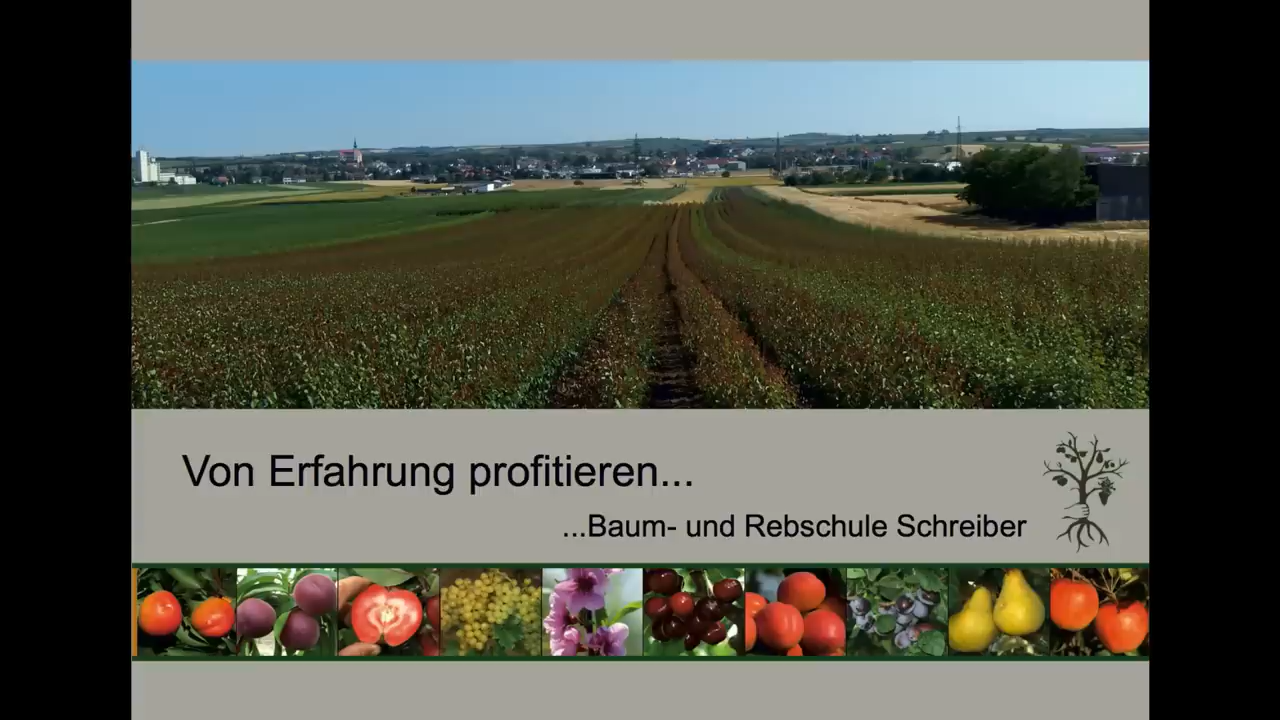 Von Erfahrung profitieren...
...Baum- und Rebschule Schreiber